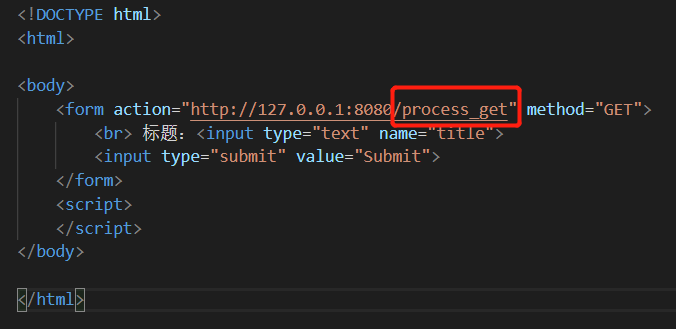 <!DOCTYPE html>
<html>
<body>
<form action="http://127.0.0.1:8080/process_get" method="GET">
<br> 标题：<input type="text" name="title">
<input type="submit" value="Submit">
</form>
<script>
</script>
</body>
</html>